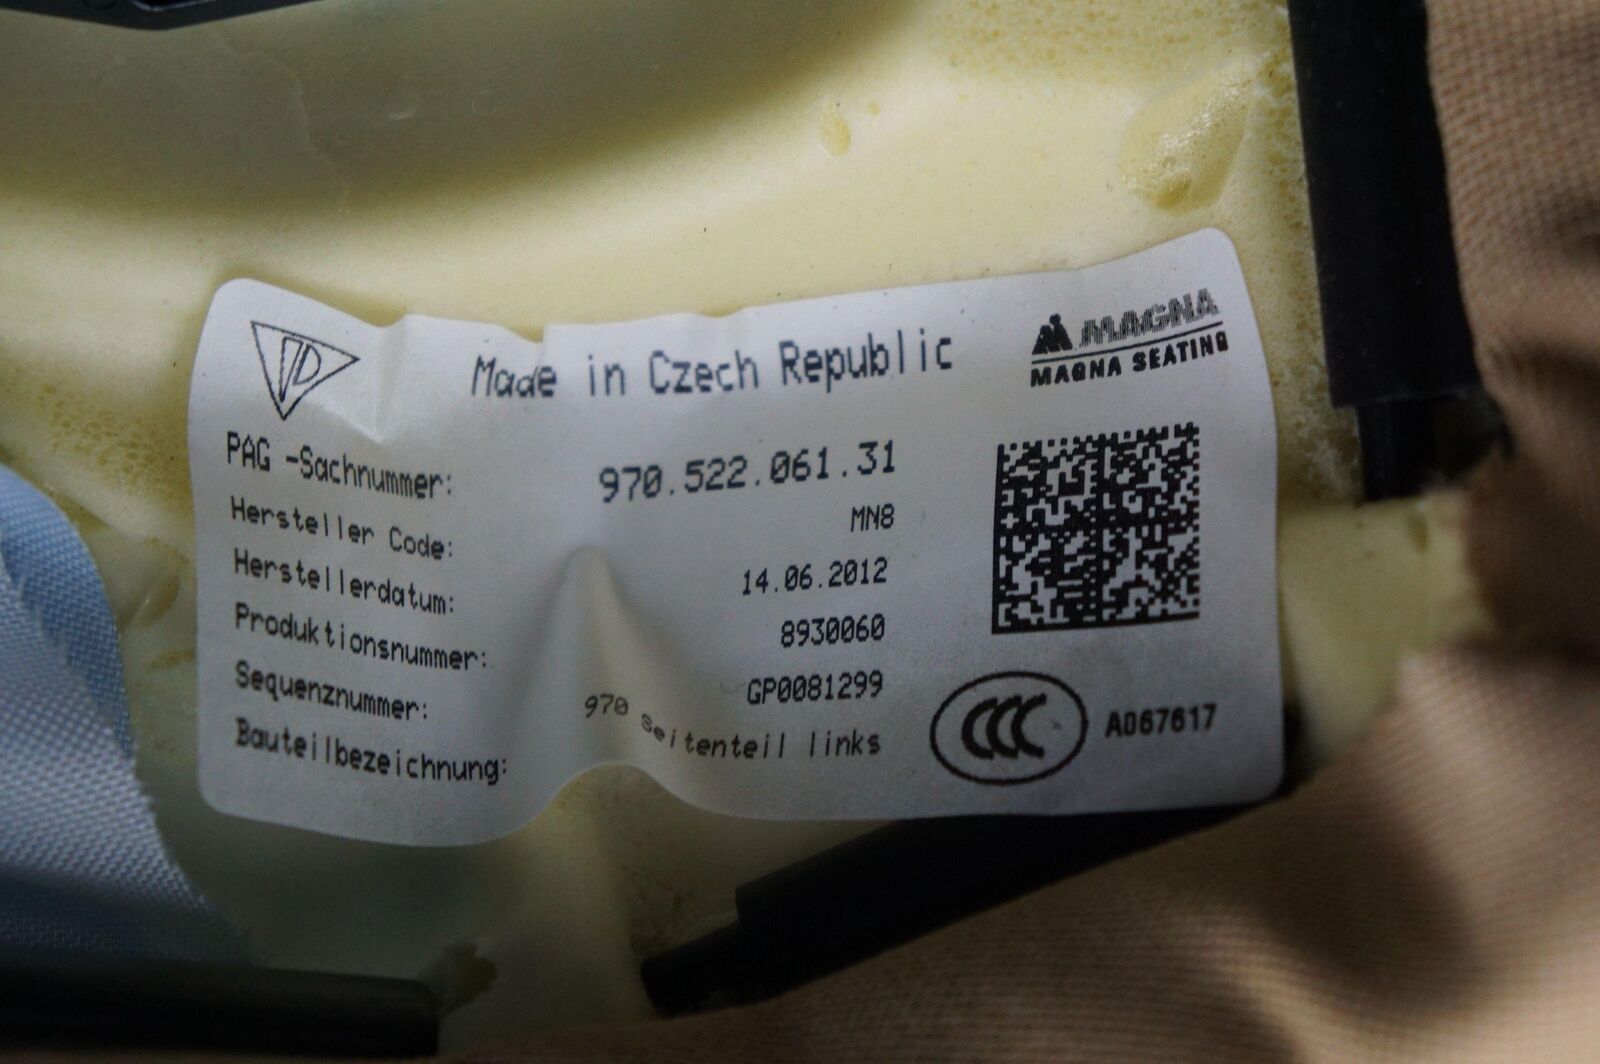 Made in Czech Republic
MAGNA
MAGNA SEATING
PAG -Sachnummer: 970.522.061.31
Hersteller Code: MN8
Herstellerdatum: 14.06.2012
Produktionsnummer: 8930060
Sequenznummer: GP0081299
Bauteilbezeichnung: 970 Seitenteil links
CCC A067617